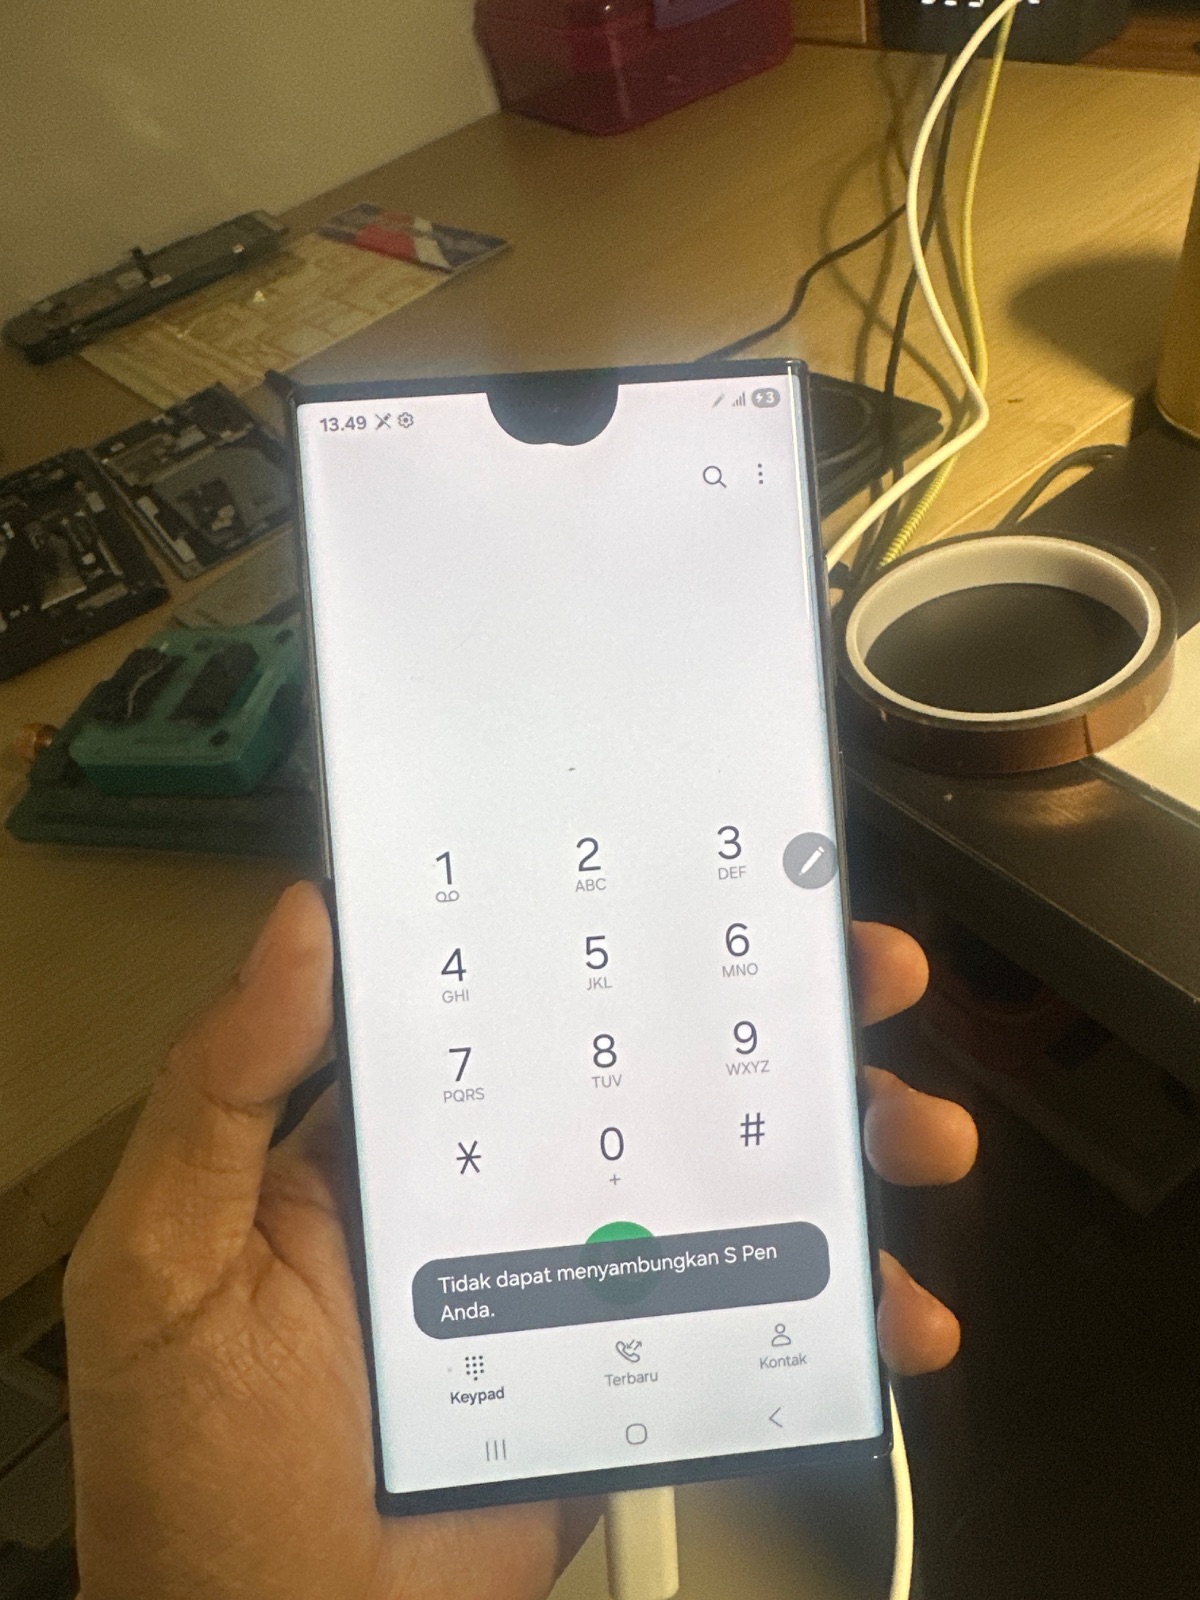 13.49
3
1
2
ABC
3
DEF
4
GHI
5
JKL
6
MNO
7
PQRS
8
TUV
9
WXYZ
*
0
+
#
Tidak dapat menyambungkan S Pen
Anda.
Keypad
Terbaru
Kontak